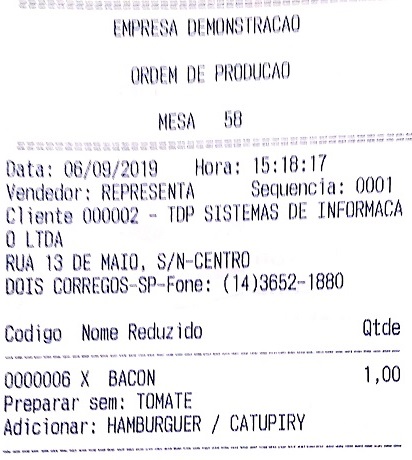 EMPRESA DEMONSTRACAO
ORDEM DE PRODUCAO
MESA 58
Data: 06/09/2019 Hora: 15:18:17
Vendedor: REPRESENTA Sequencia: 0001
Cliente 000002 - TDP SISTEMAS DE INFORMACA
O LTDA
RUA 13 DE MAIO, S/N-CENTRO
DOIS CORREGOS-SP-Fone: (14)3652-1880
Codigo Nome Reduzido Qtde
0000006 X BACON 1,00
Preparar sem: TOMATE
Adicionar: HAMBURGUER / CATUPIRY